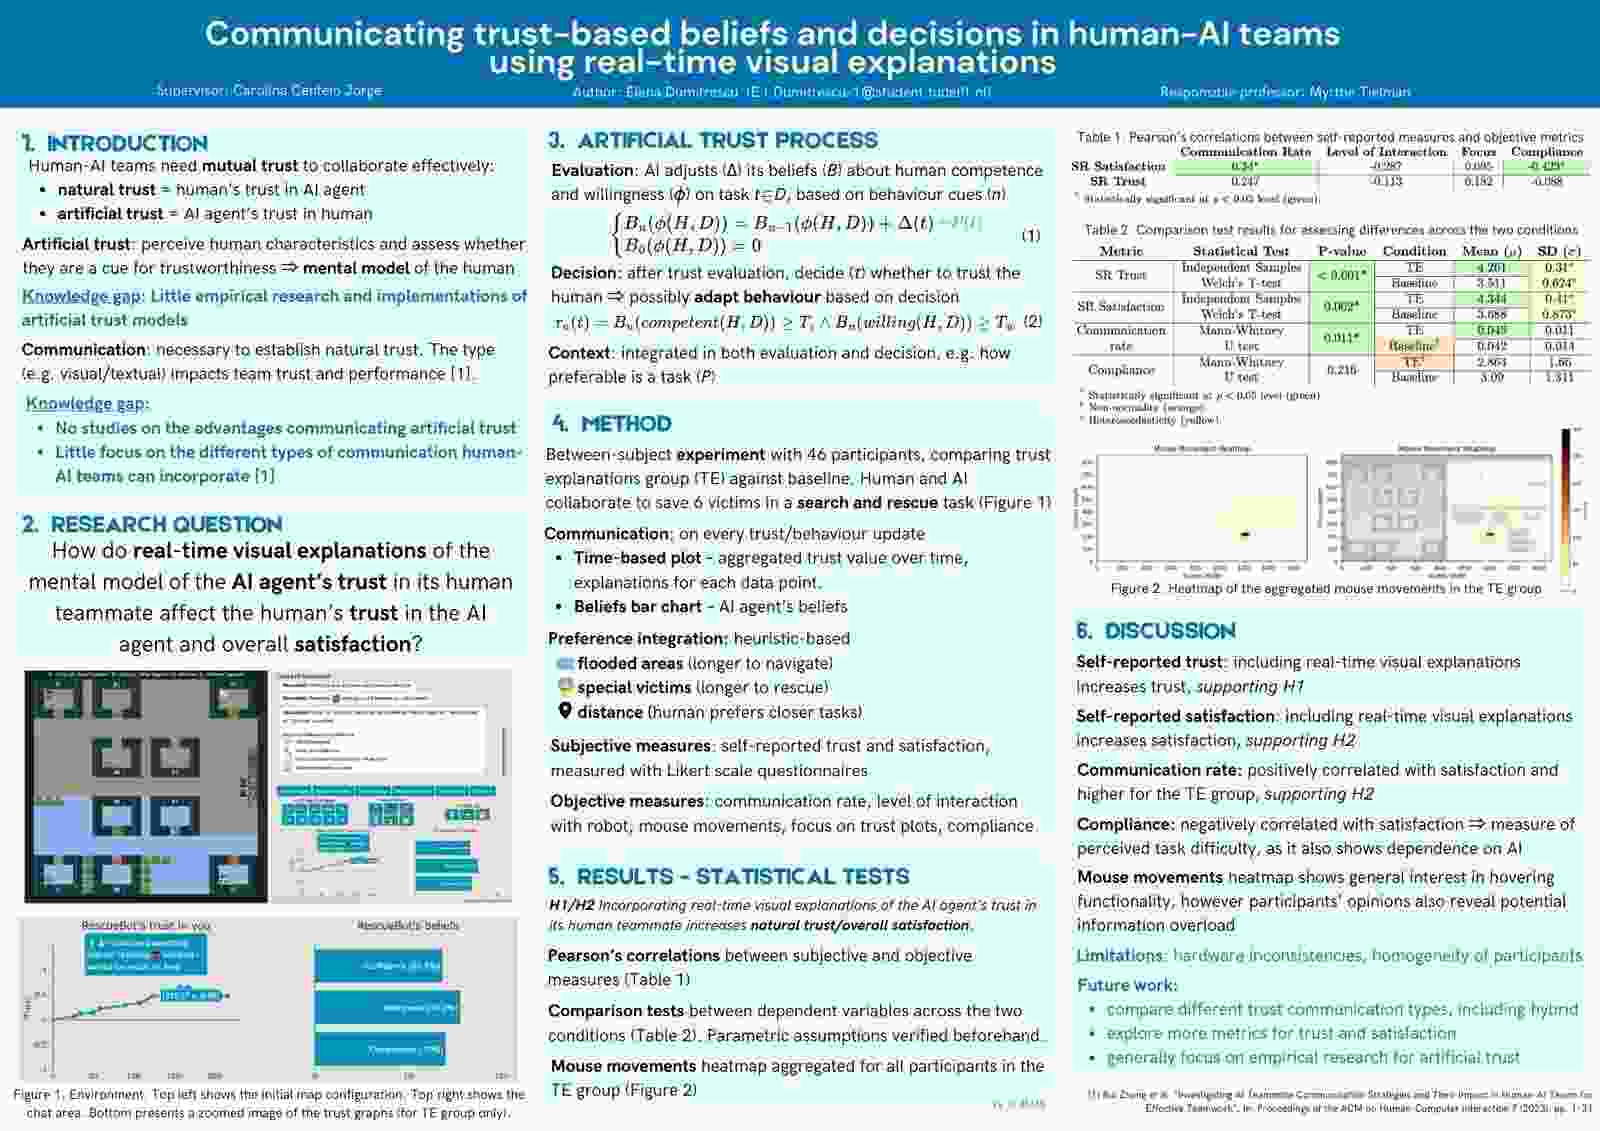 Communicating trust-based beliefs and decisions in human-AI teams
using real-time visual explanations
Supervisor: Carolina Centeio Jorge
Author: Elena Dumitrescu
Responsible professor: Myrthe Tielman
1. INTRODUCTION
Human-AI teams need mutual trust to collaborate effectively:
• natural trust = human's trust in AI agent
• artificial trust = AI agent's trust in human
Artificial trust: perceive human characteristics and assess whether
they are a cue for trustworthiness ⇒ mental model of the human
Knowledge gap: Little empirical research and implementations of
artificial trust models
Communication: necessary to establish natural trust. The type
(e.g. visual/textual) impacts team trust and performance [1].
Knowledge gap:
• No studies on the advantages communicating artificial trust
• Little focus on the different types of communication human-
AI teams can incorporate [1]
2. RESEARCH QUESTION
How do real-time visual explanations of the
mental model of the AI agent's trust in its human
teammate affect the human's trust in the AI
agent and overall satisfaction?
RescueBot's trust in you
RescueBot's beliefs
Figure 1. Environment. Top left shows the initial map configuration. Top right shows the
chat area. Bottom presents a zoomed image of the trust graphs (for TE group only).
3. ARTIFICIAL TRUST PROCESS
Evaluation: AI adjusts (Δ) its beliefs (B) about human competence
and willingness (ϕ) on task t∈D, based on behaviour cues (n)
B_n(ϕ(H, D)) = B_{n−1}(ϕ(H, D)) + Δ(t)
B_0(ϕ(H, D)) = 0
(1)
Decision: after trust evaluation, decide (τ) whether to trust the
human ⇒ possibly adapt behaviour based on decision
τ_n(t) = B_n(competent(H, D)) ≥ T_c ∧ B_n(willing(H, D)) ≥ T_w (2)
Context: integrated in both evaluation and decision, e.g. how
preferable is a task (P)
4. METHOD
Between-subject experiment with 46 participants, comparing trust
explanations group (TE) against baseline. Human and AI
collaborate to save 6 victims in a search and rescue task (Figure 1)
Communication: on every trust/behaviour update
• Time-based plot - aggregated trust value over time,
explanations for each data point.
• Beliefs bar chart - AI agent's beliefs
Preference integration: heuristic-based
flooded areas (longer to navigate)
special victims (longer to rescue)
distance (human prefers closer tasks)
Subjective measures: self-reported trust and satisfaction,
measured with Likert scale questionnaires
Objective measures: communication rate, level of interaction
with robot, mouse movements, focus on trust plots, compliance.
5. RESULTS - STATISTICAL TESTS
H1/H2 Incorporating real-time visual explanations of the AI agent's trust in
its human teammate increases natural trust/overall satisfaction.
Pearson's correlations between subjective and objective
measures (Table 1)
Comparison tests between dependent variables across the two
conditions (Table 2). Parametric assumptions verified beforehand.
Mouse movements heatmap aggregated for all participants in the
TE group (Figure 2)
Table 1. Pearson's correlations between self-reported measures and objective metrics
Communication Rate Level of Interaction Focus Compliance
SR Satisfaction 0.34* -0.287 0.095 -0.429*
SR Trust 0.247 -0.113 0.182 -0.088
* Statistically significant at p < 0.05 level (green).
Table 2. Comparison test results for assessing differences across the two conditions
Metric Statistical Test P-value Condition Mean (μ) SD (σ)
SR Trust Independent Samples Welch's T-test < 0.001* TE 4.201 0.31
Baseline 3.511 0.624
SR Satisfaction Independent Samples Welch's T-test 0.002* TE 4.344 0.41
Baseline 3.688 0.873
Communication rate Mann-Whitney U test 0.011* TE 0.049 0.011
Baseline 0.042 0.014
Compliance Mann-Whitney U test 0.216 TE 2.863 1.66
Baseline 3.09 1.311
Statistically significant at p < 0.05 level (green)
Non-normality (orange)
Heteroscedasticity (yellow).
Mouse Movement Heatmap
Mouse Movement Heatmap
Figure 2. Heatmap of the aggregated mouse movements in the TE group
6. DISCUSSION
Self-reported trust: including real-time visual explanations
increases trust, supporting H1
Self-reported satisfaction: including real-time visual explanations
increases satisfaction, supporting H2
Communication rate: positively correlated with satisfaction and
higher for the TE group, supporting H2
Compliance: negatively correlated with satisfaction ⇒ measure of
perceived task difficulty, as it also shows dependence on AI
Mouse movements heatmap shows general interest in hovering
functionality, however participants' opinions also reveal potential
information overload
Limitations: hardware inconsistencies, homogeneity of participants
Future work:
• compare different trust communication types, including hybrid
• explore more metrics for trust and satisfaction
• generally focus on empirical research for artificial trust
[1] Rui Zhang et al. "Investigating AI Teammate Communication Strategies and Their Impact in Human-AI Teams for
Effective Teamwork". In: Proceedings of the ACM on Human-Computer Interaction 7 (2023), pp. 1-31